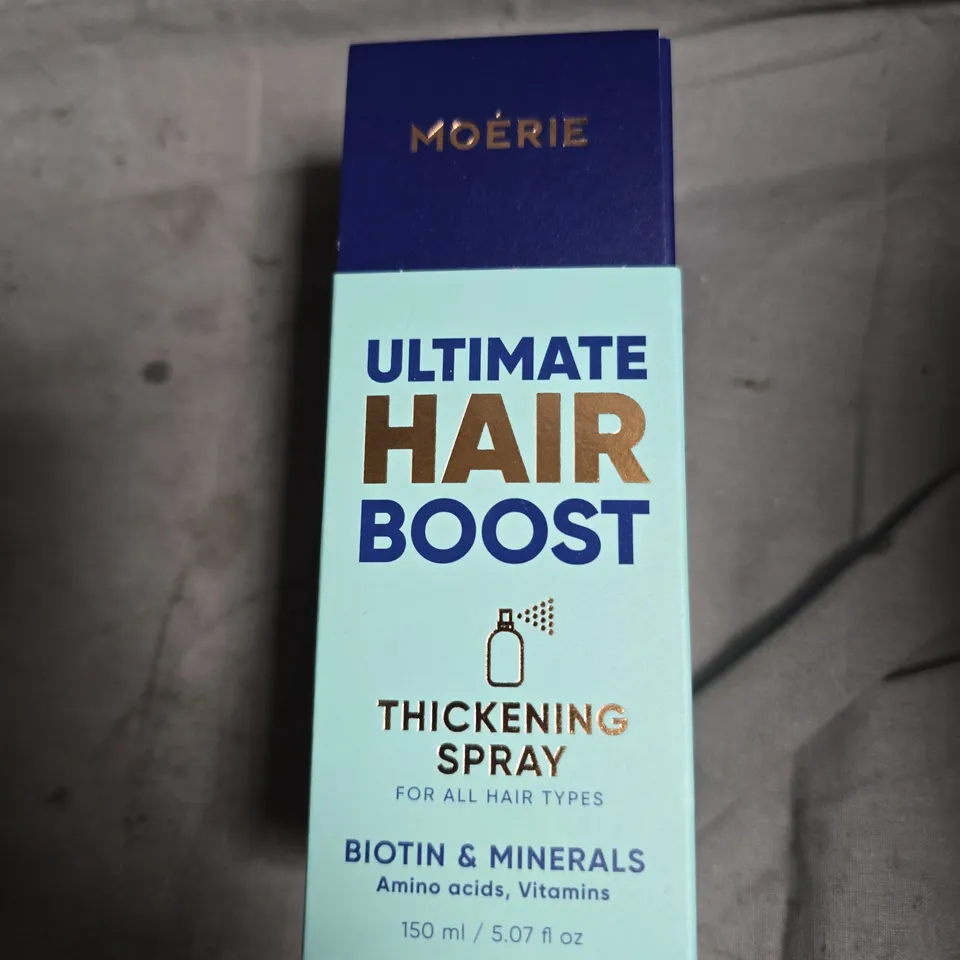 MOÉRIE
ULTIMATE
HAIR
BOOST
THICKENING
SPRAY
FOR ALL HAIR TYPES
BIOTIN & MINERALS
Amino acids, Vitamins
150 ml / 5.07 fl oz